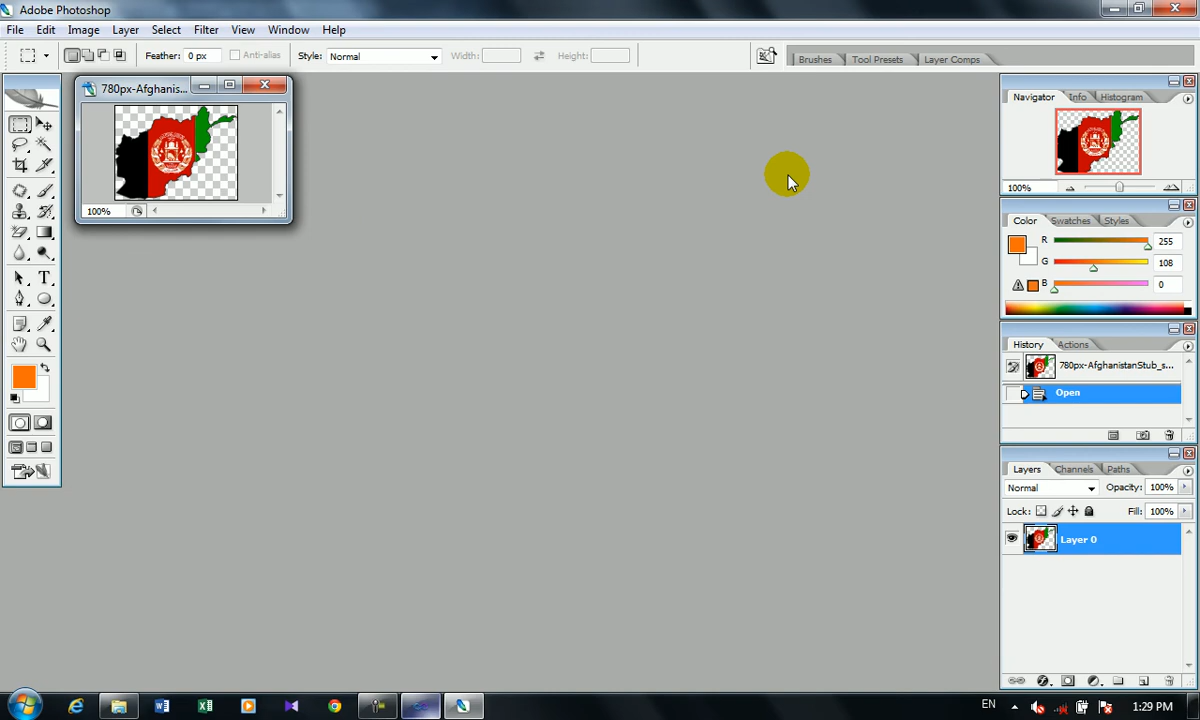 Adobe Photoshop
File Edit Image Layer Select Filter View Window Help
Feather: 0 px Anti-alias Style: Normal Width: Height: Brushes Tool Presets Layer Comps
780px-Afghanis...
100%
Navigator Info Histogram
100%
Color Swatches Styles
R 255
G 108
B 0
History Actions
780px-AfghanistanStub_s...
Open
Layers Channels Paths
Normal Opacity: 100%
Lock: Fill: 100%
Layer 0
EN 1:29 PM